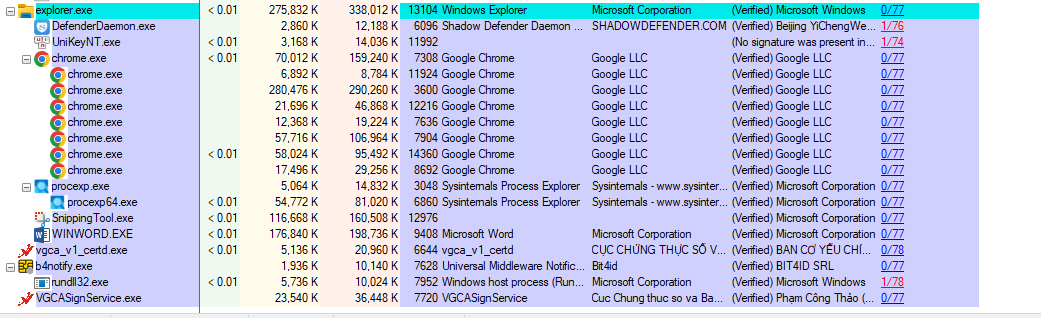 explorer.exe < 0.01 275,832 K 338,012 K 13104 Windows Explorer Microsoft Corporation (Verified) Microsoft Windows 0/77
DefenderDaemon.exe 2,860 K 12,188 K 6096 Shadow Defender Daemon ... SHADOWDEFENDER.COM (Verified) Beijing YiChengWe... 1/76
UniKeyNT.exe < 0.01 3,168 K 14,036 K 11992 (No signature was present in... 1/74
chrome.exe < 0.01 70,012 K 159,240 K 7308 Google Chrome Google LLC (Verified) Google LLC 0/77
chrome.exe 6,892 K 8,784 K 11924 Google Chrome Google LLC (Verified) Google LLC 0/77
chrome.exe 280,476 K 290,260 K 3600 Google Chrome Google LLC (Verified) Google LLC 0/77
chrome.exe 21,696 K 46,868 K 12216 Google Chrome Google LLC (Verified) Google LLC 0/77
chrome.exe 12,368 K 19,224 K 7636 Google Chrome Google LLC (Verified) Google LLC 0/77
chrome.exe 57,716 K 106,964 K 7904 Google Chrome Google LLC (Verified) Google LLC 0/77
chrome.exe < 0.01 58,024 K 95,492 K 14360 Google Chrome Google LLC (Verified) Google LLC 0/77
chrome.exe 17,496 K 29,256 K 8692 Google Chrome Google LLC (Verified) Google LLC 0/77
procexp.exe 5,064 K 14,832 K 3048 Sysinternals Process Explorer Sysinternals - www.sysinter... (Verified) Microsoft Corporation 0/77
procexp64.exe < 0.01 54,772 K 81,020 K 6860 Sysinternals Process Explorer Sysinternals - www.sysinter... (Verified) Microsoft Corporation 0/77
SnippingTool.exe < 0.01 116,668 K 160,508 K 12976 (Verified) Microsoft Corporation 0/77
WINWORD.EXE < 0.01 176,840 K 198,736 K 9408 Microsoft Word Microsoft Corporation (Verified) Microsoft Corporation 0/77
vgca_v1_certd.exe 5,136 K 20,960 K 6644 vgca_v1_certd CỤC CHỨNG THỰC SỐ V... (Verified) BAN CƠ YẾU CHÍ... 0/78
b4notify.exe 1,936 K 10,140 K 7628 Universal Middleware Notific... Bit4id (Verified) BIT4ID SRL 0/77
rundll32.exe < 0.01 5,736 K 10,024 K 7952 Windows host process (Run... Microsoft Corporation (Verified) Microsoft Windows 1/78
VGCASignService.exe 23,540 K 36,448 K 7720 VGCASignService Cuc Chung thuc so va Ba... (Verified) Phạm Công Thảo (... 0/77